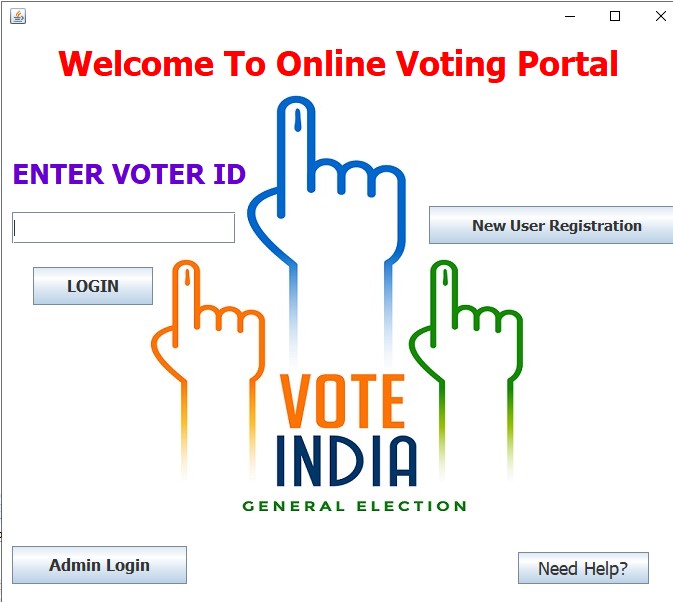 Welcome To Online Voting Portal
ENTER VOTER ID
New User Registration
LOGIN
VOTE
INDIA
GENERAL ELECTION
Admin Login
Need Help?